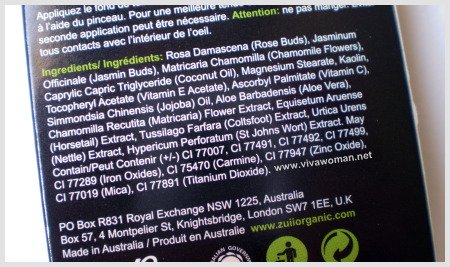 Appliquez le fond de
à l'aide du pinceau. Pour une meilleure
seconde application peut être nécessaire. Attention: ne pas manger. Évitez
tous contacts avec l'intérieur de l'oeil.
Ingredients/ Ingrédients: Rosa Damascena (Rose Buds), Jasminum
Officinale (Jasmin Buds), Matricaria Chamomilla (Chamomile Flowers),
Caprylic Capric Triglyceride (Coconut Oil), Magnesium Stearate, Kaolin,
Tocopheryl Acetate (Vitamin E Acetate), Ascorbyl Palmitate (Vitamin C),
Simmondsia Chinensis (Jojoba) Oil, Aloe Barbadensis (Aloe Vera),
Chamomilla Recutita (Matricaria) Flower Extract, Equisetum Aruense
(Horsetail) Extract, Tussilago Farfara (Coltsfoot) Extract, Urtica Urens
(Nettle) Extract, Hypericum Perforatum (St Johns Wort) Extract. May
Contain/Peut Contenir (+/-) CI 77007, CI 77491, CI 77492, CI 77499,
CI 77289 (Iron Oxides), CI 75470 (Carmine), CI 77947 (Zinc Oxide),
CI 77019 (Mica), CI 77891 (Titanium Dioxide).
www.vivawoman.net
PO Box R831 Royal Exchange NSW 1225, Australia
Box 57, 4 Montpelier St, Knightsbridge, London SW7 1EE, U.K
Made in Australia / Produit en Australie www.zuiiorganic.com